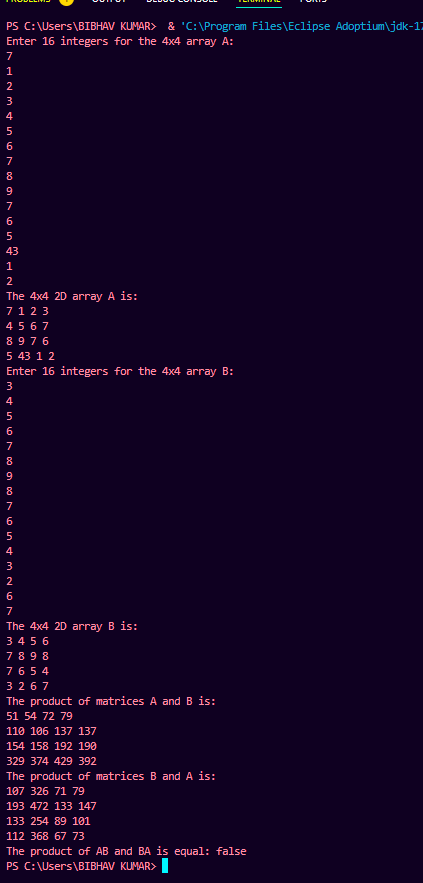 PS C:\Users\BIBHAV KUMAR>  & 'C:\Program Files\Eclipse Adoptium\jdk-17
Enter 16 integers for the 4x4 array A:
7
1
2
3
4
5
6
7
8
9
7
6
5
43
1
2
The 4x4 2D array A is:
7 1 2 3
4 5 6 7
8 9 7 6
5 43 1 2
Enter 16 integers for the 4x4 array B:
3
4
5
6
7
8
9
8
7
6
5
4
3
2
6
7
The 4x4 2D array B is:
3 4 5 6
7 8 9 8
7 6 5 4
3 2 6 7
The product of matrices A and B is:
51 54 72 79
110 106 137 137
154 158 192 190
329 374 429 392
The product of matrices B and A is:
107 326 71 79
193 472 133 147
133 254 89 101
112 368 67 73
The product of AB and BA is equal: false
PS C:\Users\BIBHAV KUMAR>